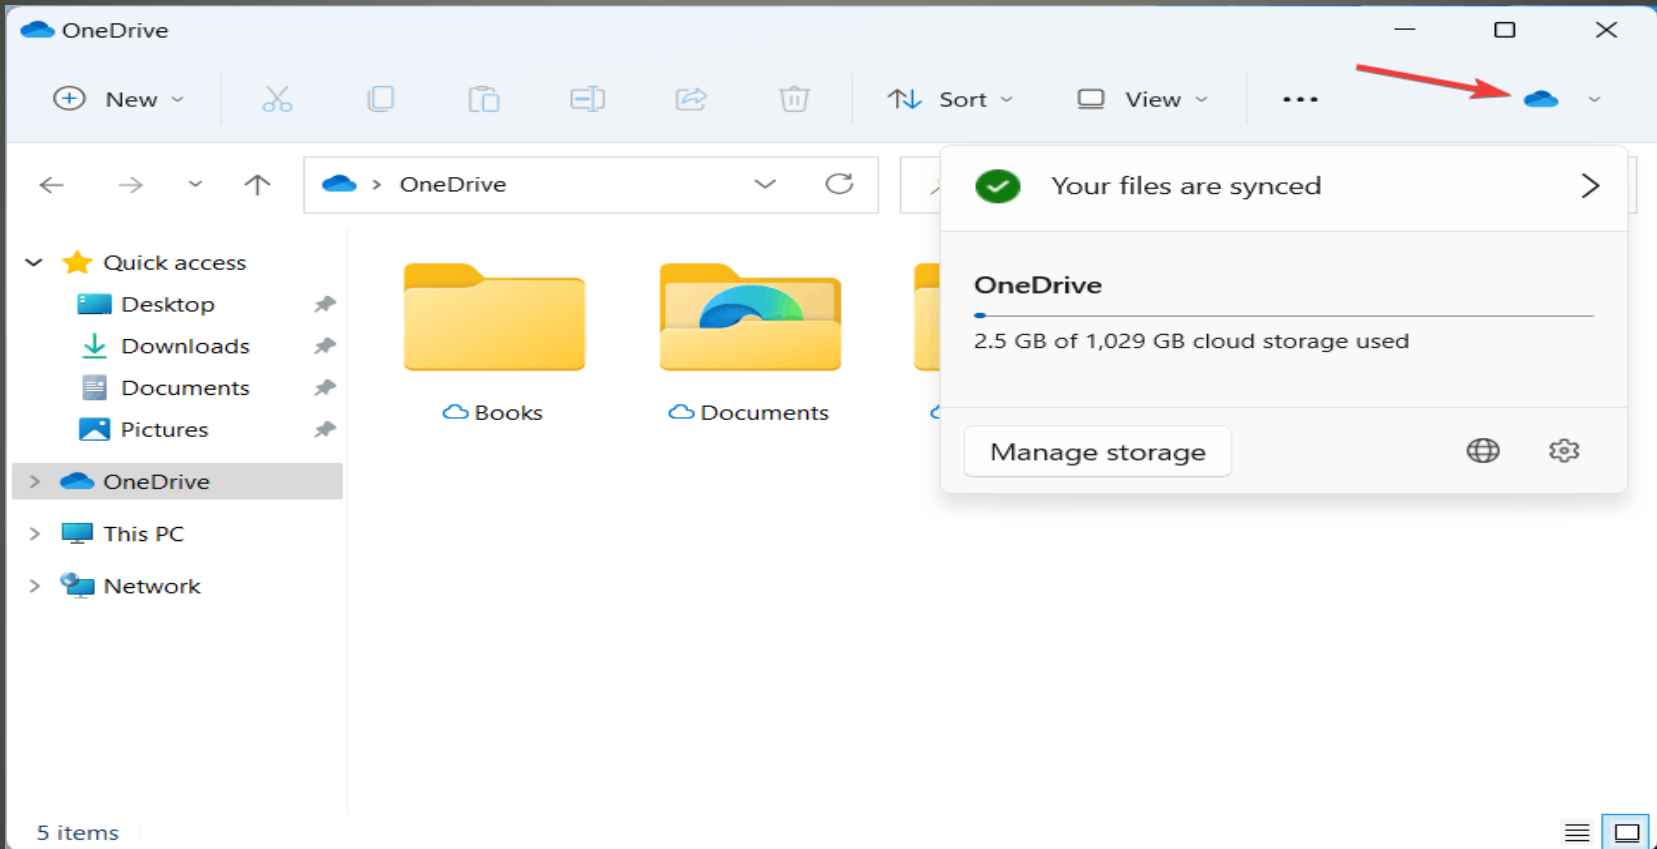 OneDrive
New
Sort
View
OneDrive
Your files are synced
OneDrive
2.5 GB of 1,029 GB cloud storage used
Manage storage
Quick access
Desktop
Downloads
Documents
Pictures
OneDrive
This PC
Network
Books
Documents
5 items